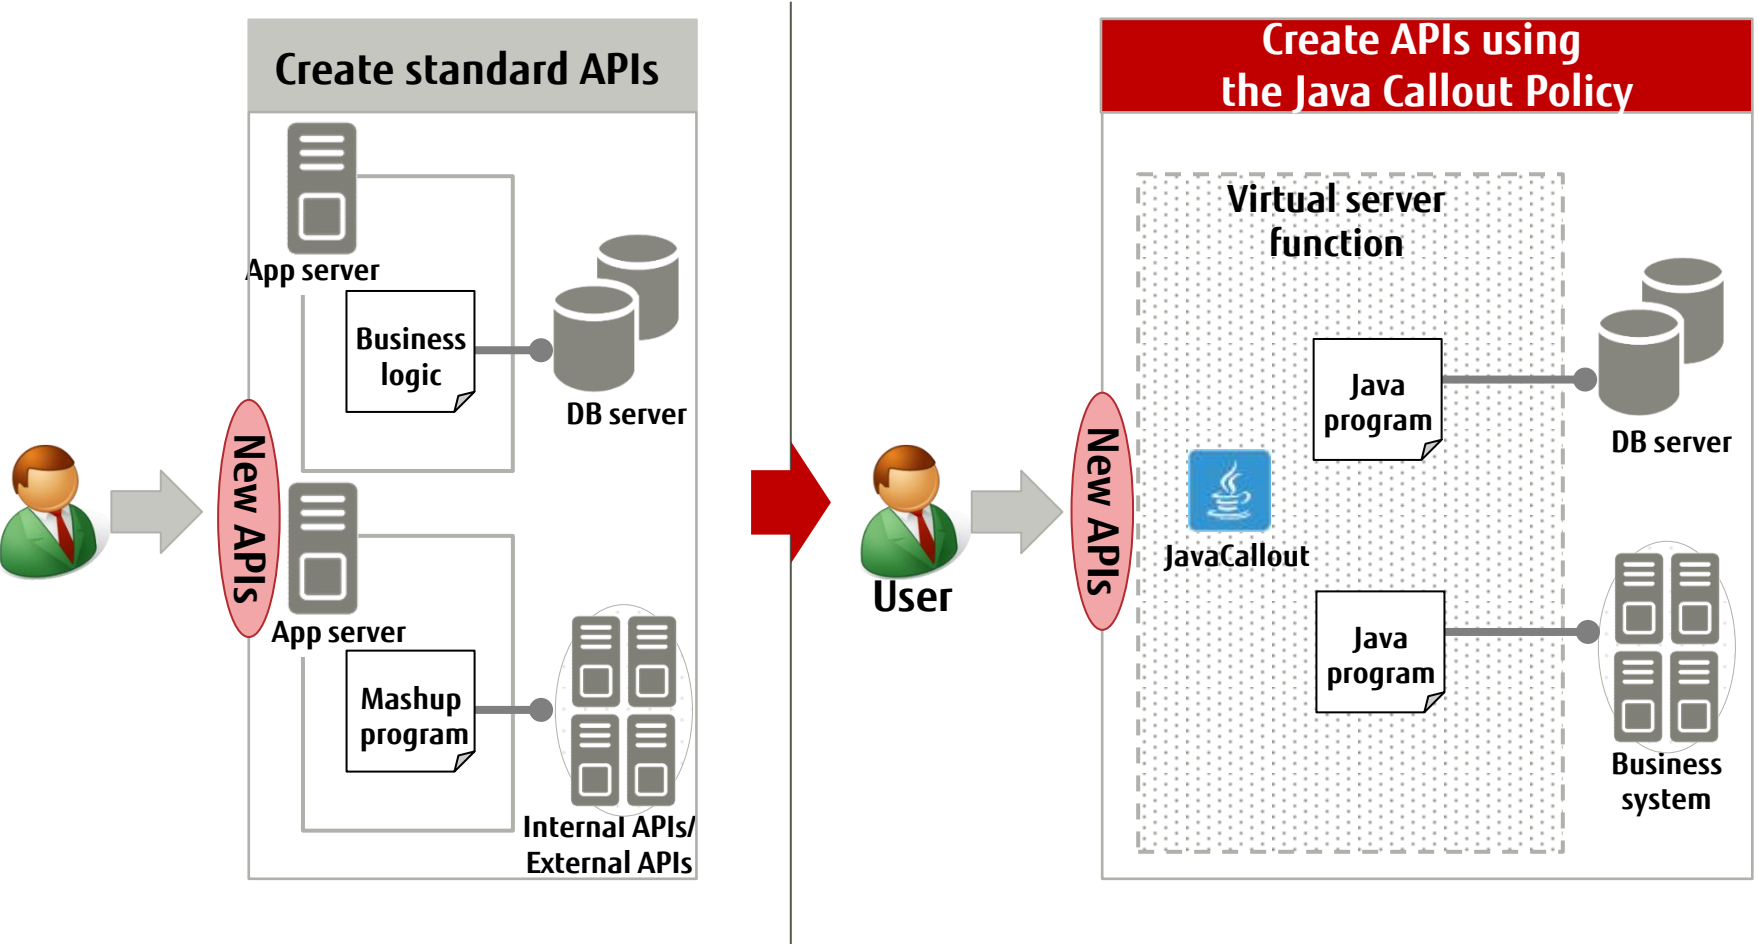 Create standard APIs
App server
Business
logic
DB server
New APIs
App server
Mashup
program
Internal APIs/
External APIs
Create APIs using
the Java Callout Policy
Virtual server
function
Java
program
DB server
User
New APIs
JavaCallout
Java
program
Business
system